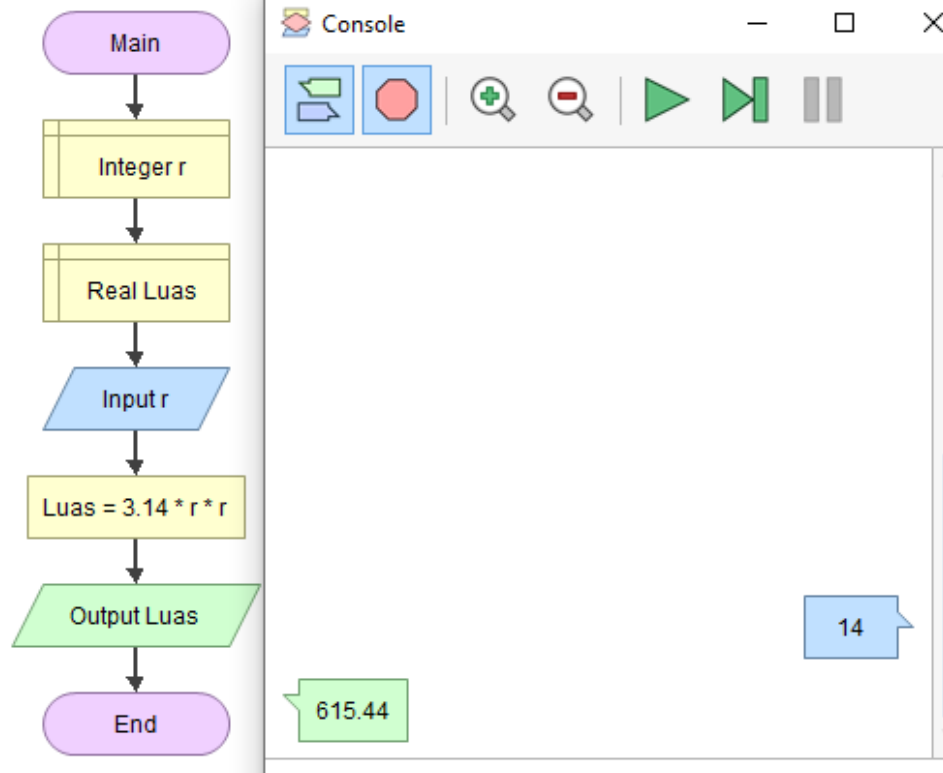 Main
Integer r
Real Luas
Input r
Luas = 3.14 * r * r
Output Luas
End
Console
14
615.44